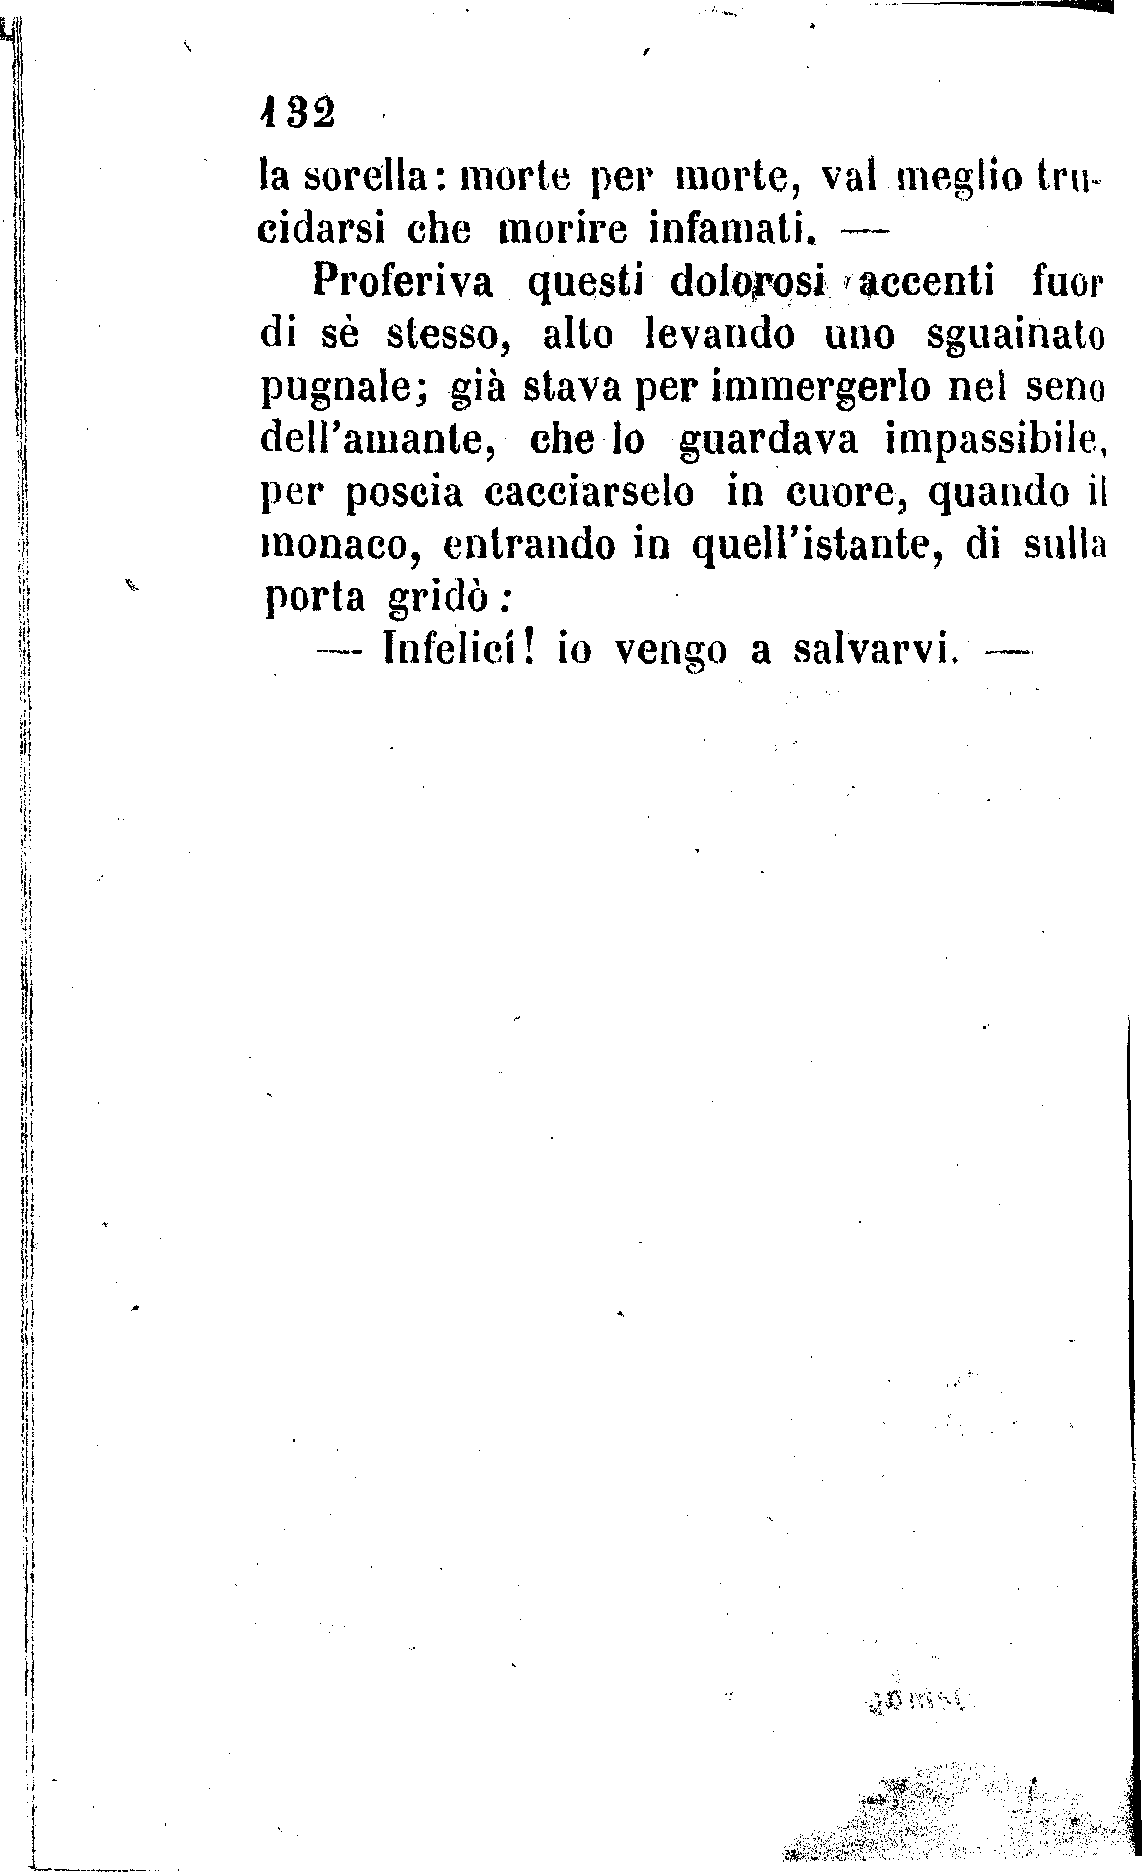 132
la sorella: morte per morte, val meglio tru-
cidarsi che morire infamati. —
Proferiva questi dolorosi accenti fuor
di sè stesso, alto levando uno sguainato
pugnale; già stava per immergerlo nel seno
dell'amante, che lo guardava impassibile,
per poscia cacciarselo in cuore, quando il
monaco, entrando in quell'istante, di sulla
porta gridò :
— Infelici! io vengo a salvarvi. —